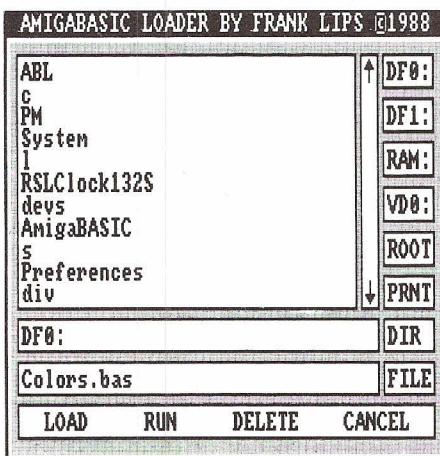 AMIGABASIC LOADER BY FRANK LIPS ©1988
ABL
c
PM
System
l
RSLClock132S
devs
AmigaBASIC
s
Preferences
div
DF0:
DF1:
RAM:
VD0:
ROOT
PRNT
DF0:
DIR
Colors.bas
FILE
LOAD RUN DELETE CANCEL